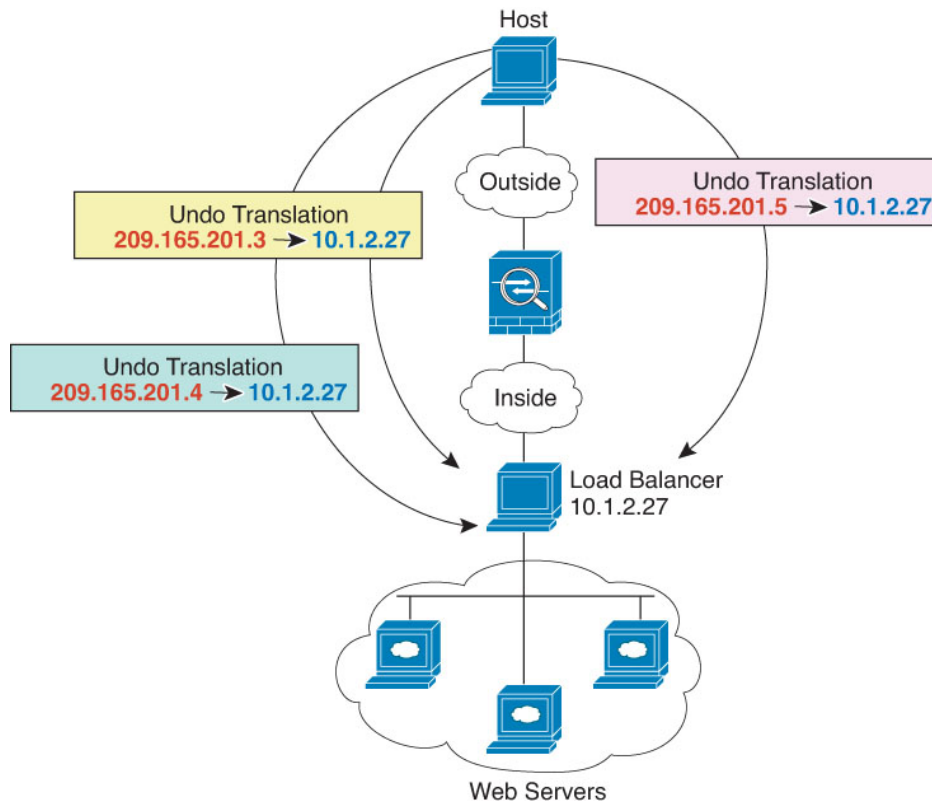 Host
Outside
Undo Translation
209.165.201.3 → 10.1.2.27
Undo Translation
209.165.201.5 → 10.1.2.27
Undo Translation
209.165.201.4 → 10.1.2.27
Inside
Load Balancer
10.1.2.27
Web Servers